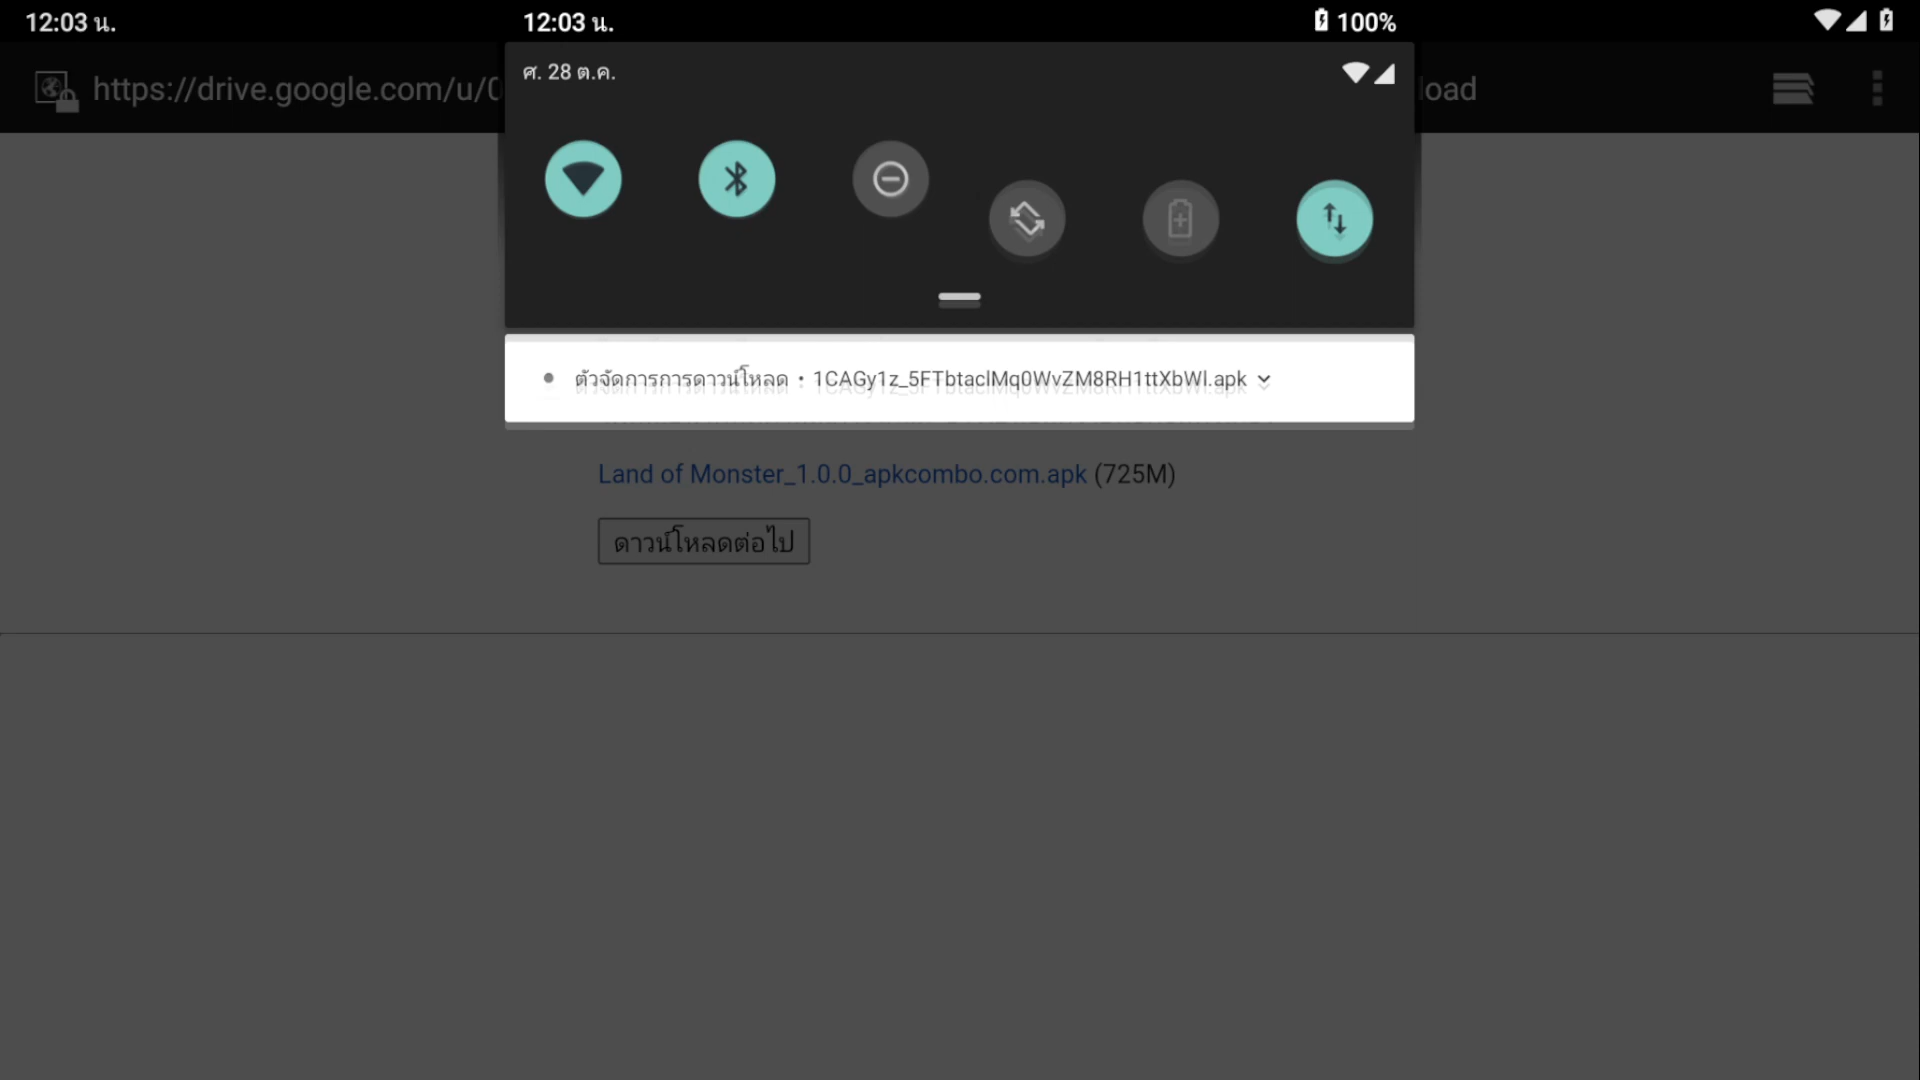 12:03 น.
12:03 น.
100%
ศ. 28 ต.ค.
https://drive.google.com/u/0
load
ตัวจัดการการดาวน์โหลด • 1CAGy1z_5FTbtaclMq0WvZM8RH1ttXbWl.apk
Land of Monster_1.0.0_apkcombo.com.apk (725M)
ดาวน์โหลดต่อไป